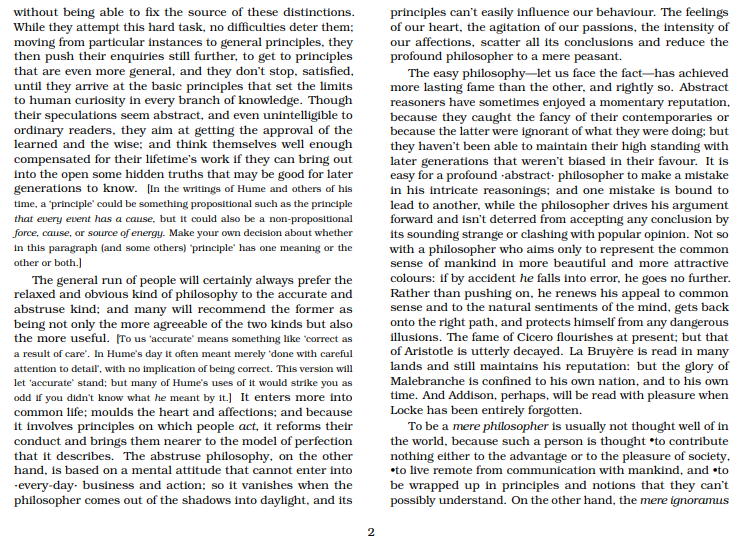 without being able to fix the source of these distinctions.
While they attempt this hard task, no difficulties deter them;
moving from particular instances to general principles, they
then push their enquiries still further, to get to principles
that are even more general, and they don't stop, satisfied,
until they arrive at the basic principles that set the limits
to human curiosity in every branch of knowledge. Though
their speculations seem abstract, and even unintelligible to
ordinary readers, they aim at getting the approval of the
learned and the wise; and think themselves well enough
compensated for their lifetime's work if they can bring out
into the open some hidden truths that may be good for later
generations to know. [In the writings of Hume and others of his
time, a 'principle' could be something propositional such as the principle
that every event has a cause, but it could also be a non-propositional
force, cause, or source of energy. Make your own decision about whether
in this paragraph (and some others) 'principle' has one meaning or the
other or both.]
The general run of people will certainly always prefer the
relaxed and obvious kind of philosophy to the accurate and
abstruse kind; and many will recommend the former as
being not only the more agreeable of the two kinds but also
the more useful. [To us 'accurate' means something like 'correct as
a result of care'. In Hume's day it often meant merely 'done with careful
attention to detail', with no implication of being correct. This version will
let 'accurate' stand; but many of Hume's uses of it would strike you as
odd if you didn't know what he meant by it.] It enters more into
common life; moulds the heart and affections; and because
it involves principles on which people act, it reforms their
conduct and brings them nearer to the model of perfection
that it describes. The abstruse philosophy, on the other
hand, is based on a mental attitude that cannot enter into
·every-day· business and action; so it vanishes when the
philosopher comes out of the shadows into daylight, and its
principles can't easily influence our behaviour. The feelings
of our heart, the agitation of our passions, the intensity of
our affections, scatter all its conclusions and reduce the
profound philosopher to a mere peasant.
The easy philosophy—let us face the fact—has achieved
more lasting fame than the other, and rightly so. Abstract
reasoners have sometimes enjoyed a momentary reputation,
because they caught the fancy of their contemporaries or
because the latter were ignorant of what they were doing; but
they haven't been able to maintain their high standing with
later generations that weren't biased in their favour. It is
easy for a profound ·abstract· philosopher to make a mistake
in his intricate reasonings; and one mistake is bound to
lead to another, while the philosopher drives his argument
forward and isn't deterred from accepting any conclusion by
its sounding strange or clashing with popular opinion. Not so
with a philosopher who aims only to represent the common
sense of mankind in more beautiful and more attractive
colours: if by accident he falls into error, he goes no further.
Rather than pushing on, he renews his appeal to common
sense and to the natural sentiments of the mind, gets back
onto the right path, and protects himself from any dangerous
illusions. The fame of Cicero flourishes at present; but that
of Aristotle is utterly decayed. La Bruyère is read in many
lands and still maintains his reputation: but the glory of
Malebranche is confined to his own nation, and to his own
time. And Addison, perhaps, will be read with pleasure when
Locke has been entirely forgotten.
To be a mere philosopher is usually not thought well of in
the world, because such a person is thought •to contribute
nothing either to the advantage or to the pleasure of society,
•to live remote from communication with mankind, and •to
be wrapped up in principles and notions that they can't
possibly understand. On the other hand, the mere ignoramus
2